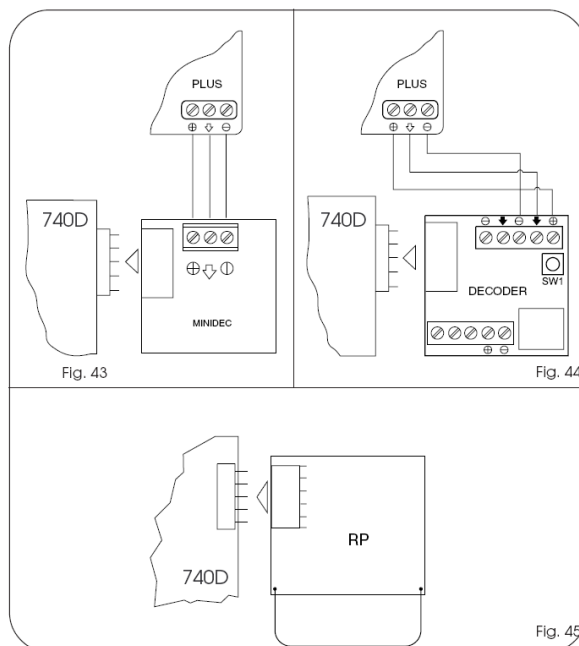 PLUS
740D
MINIDEC
Fig. 43
PLUS
740D
DECODER
SW1
Fig. 44
740D
RP
Fig. 45